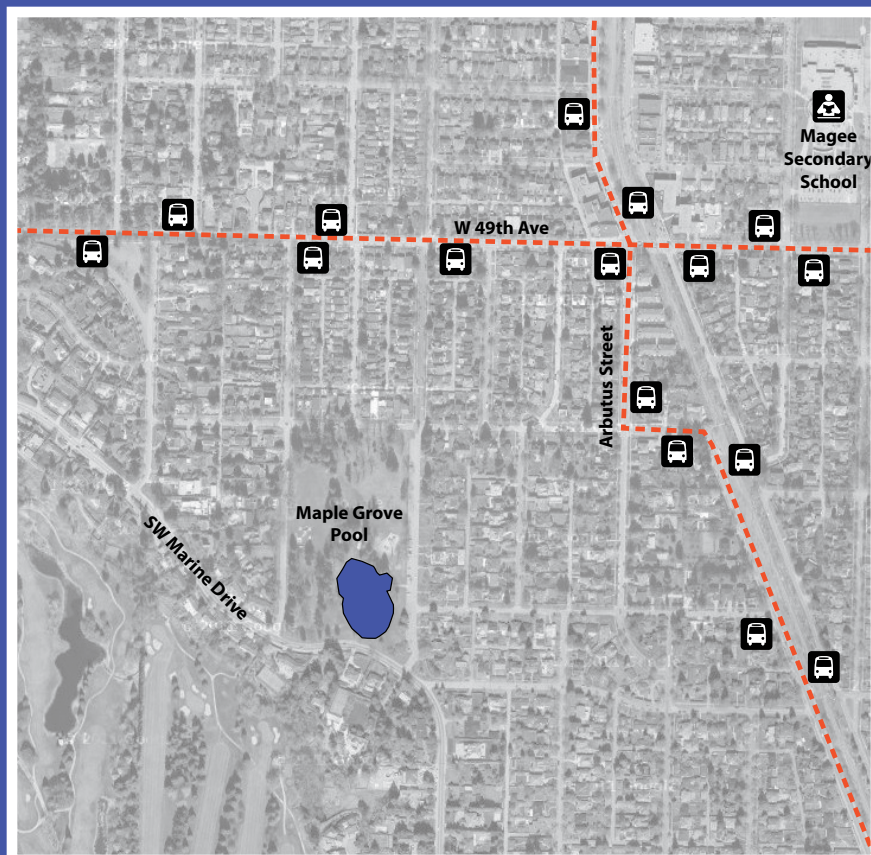 Magee
Secondary
School
W 49th Ave
Arbutus Street
Maple Grove
Pool
SW Marine Drive